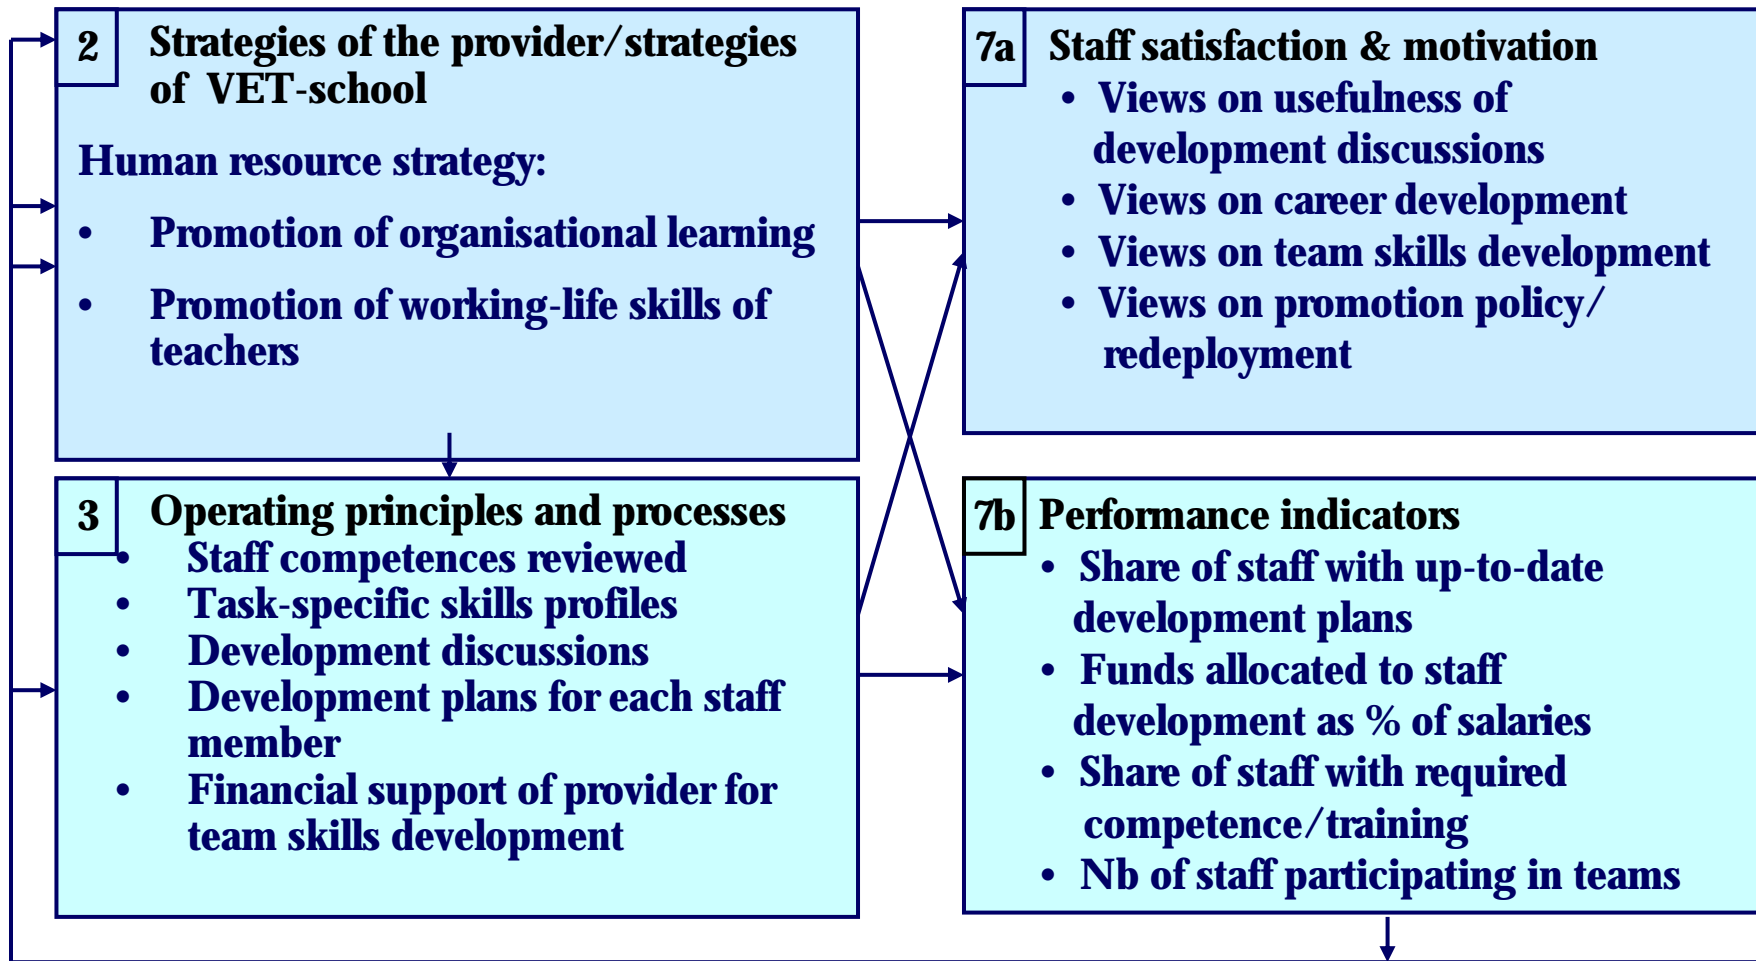 2
Strategies of the provider/strategies
of VET-school
Human resource strategy:
• Promotion of organisational learning
• Promotion of working-life skills of
teachers
7a
Staff satisfaction & motivation
• Views on usefulness of
development discussions
• Views on career development
• Views on team skills development
• Views on promotion policy/
redeployment
3
Operating principles and processes
• Staff competences reviewed
• Task-specific skills profiles
• Development discussions
• Development plans for each staff
member
• Financial support of provider for
team skills development
7b
Performance indicators
• Share of staff with up-to-date
development plans
• Funds allocated to staff
development as % of salaries
• Share of staff with required
competence/training
• Nb of staff participating in teams